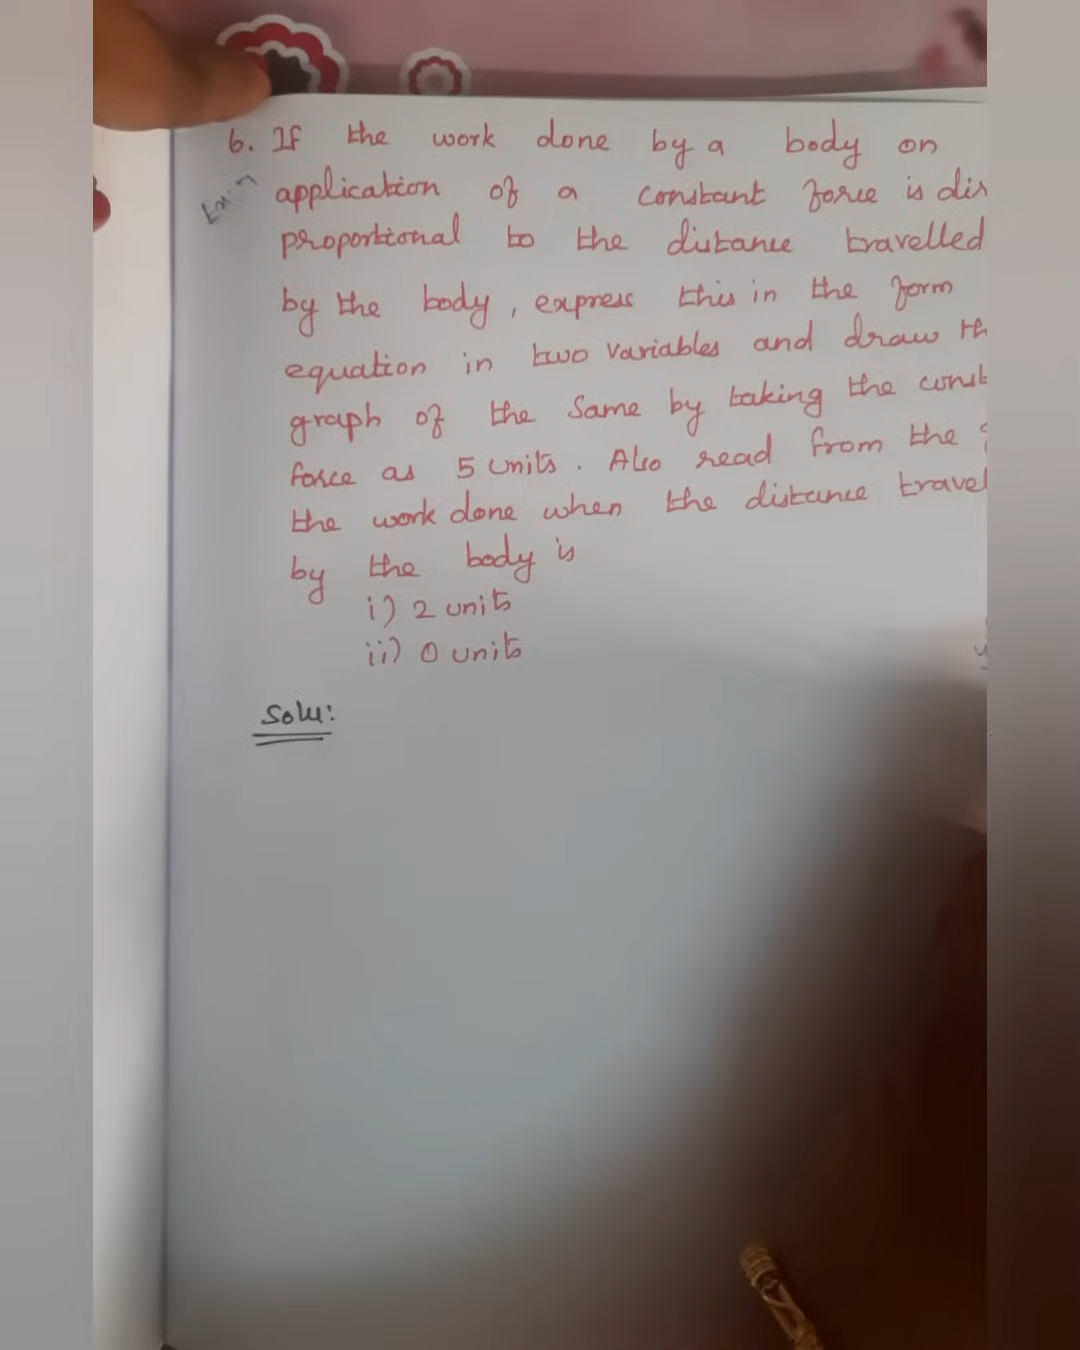 6. If the work done by a body on
application of a constant force is dir
proportional to the distance travelled
by the body, express this in the form
equation in two variables and draw th
graph of the same by taking the const
force as 5 units. Also read from the
the work done when the distance travel
by the body is
i) 2 units
ii) 0 units
Solu: